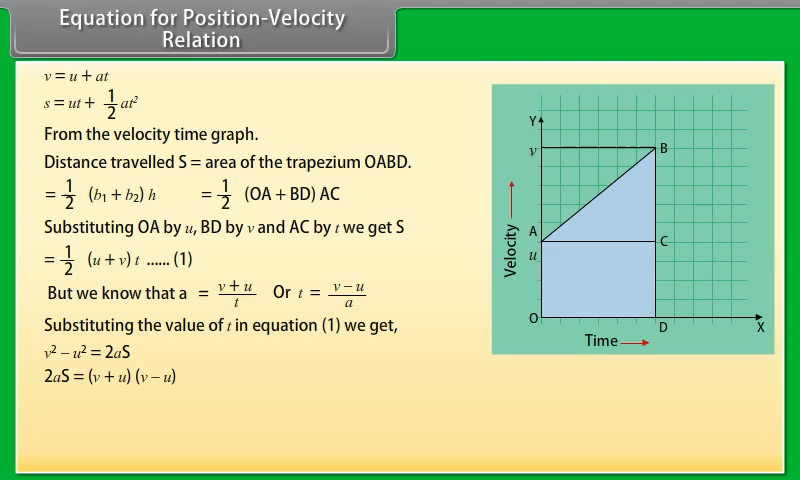 Equation for Position-Velocity
Relation
v = u + at
s = ut + 1/2 at²
From the velocity time graph.
Distance travelled S = area of the trapezium OABD.
= 1/2 (b₁ + b₂) h = 1/2 (OA + BD) AC
Substituting OA by u, BD by v and AC by t we get S
= 1/2 (u + v) t ...... (1)
But we know that a = v + u/t Or t = v – u/a
Substituting the value of t in equation (1) we get,
v² – u² = 2aS
2aS = (v + u) (v – u)
Y
v
B
A
C
u
Velocity
O
D
X
Time